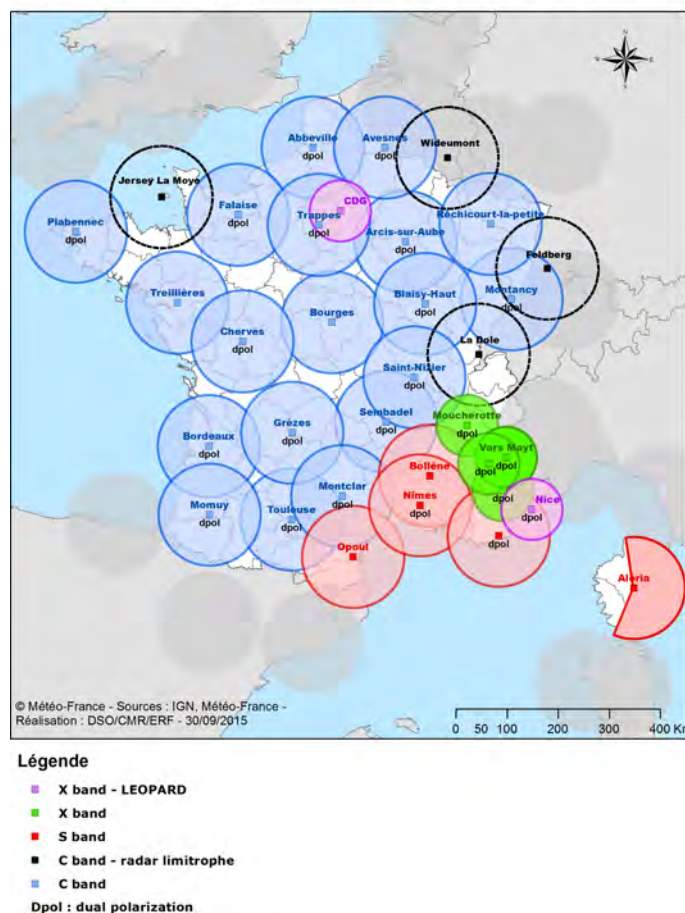 N
E
S
Abbeville
dpol
Avesnes
dpol
Wideumont
Jersey La Moye
Plabennec
dpol
Falaise
dpol
Trappes
dpol
CDG
Arcis-sur-Aube
dpol
Réchicourt-la-petite
Feldberg
Treillières
Cherves
dpol
Bourges
Blaisy-Haut
dpol
Montancy
dpol
La Dole
Saint-Nizier
dpol
Bordeaux
dpol
Grèzes
dpol
Sembadel
dpol
Moucherotte
dpol
Vars Mayt
dpol
dpol
dpol
Momuy
dpol
Toulouse
dpol
Montclar
dpol
Bollène
Nîmes
dpol
Nice
dpol
dpol
Opoul
Aléria
© Météo-France - Sources : IGN, Météo-France -
Réalisation : DSO/CMR/ERF - 30/09/2015
0 50 100 200 300 400 Km
Légende
X band - LEOPARD
X band
S band
C band - radar limitrophe
C band
Dpol : dual polarization